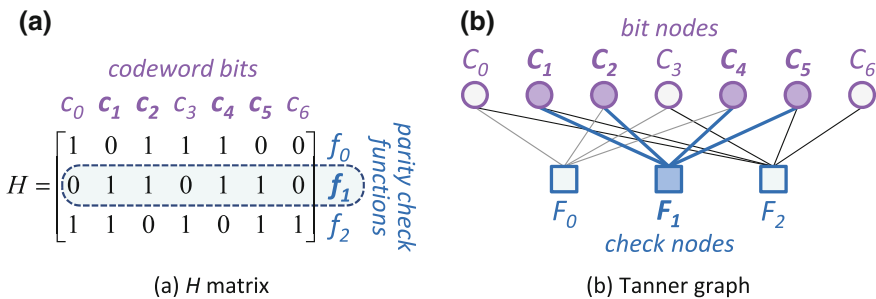 (a)
codeword bits
c0 c1 c2 c3 c4 c5 c6
H =
1 0 1 1 1 0 0 f0
0 1 1 0 1 1 0 f1
1 1 0 1 0 1 1 f2
parity check
functions
(a) H matrix
(b)
bit nodes
C0 C1 C2 C3 C4 C5 C6
F0 F1 F2
check nodes
(b) Tanner graph